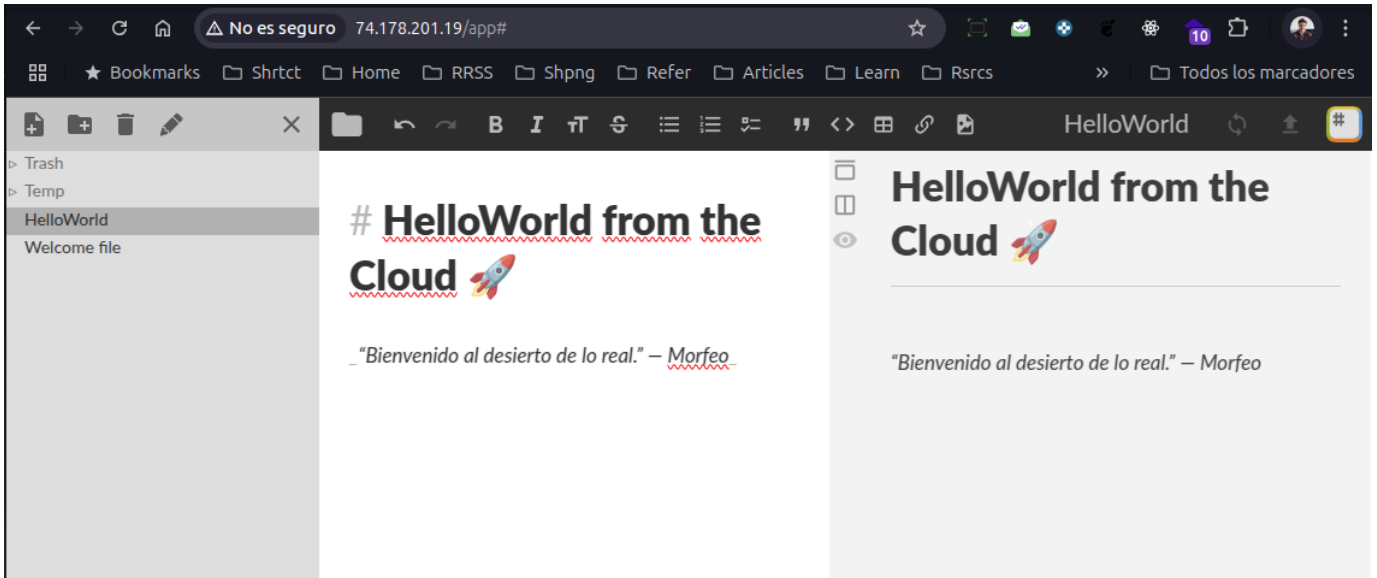 No es seguro 74.178.201.19/app#
10
Bookmarks Shrtct Home RRSS Shpng Refer Articles Learn Rsrcs » Todos los marcadores
HelloWorld
Trash
Temp
HelloWorld
Welcome file
# HelloWorld from the
Cloud 🚀
_“Bienvenido al desierto de lo real.” — Morfeo_
HelloWorld from the
Cloud 🚀
“Bienvenido al desierto de lo real.” — Morfeo